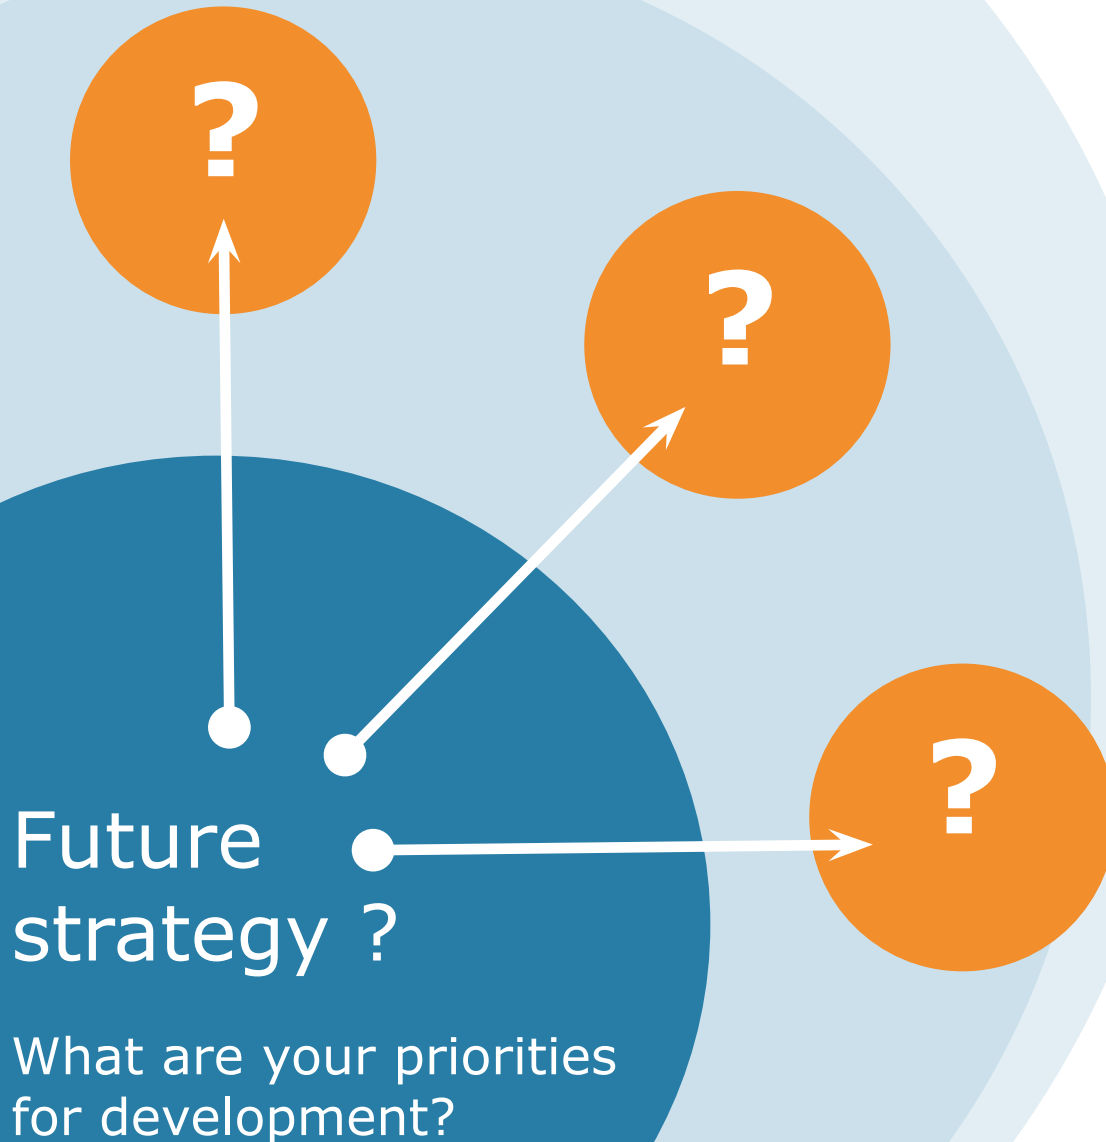 ?
?
?
Future
strategy ?
What are your priorities
for development?